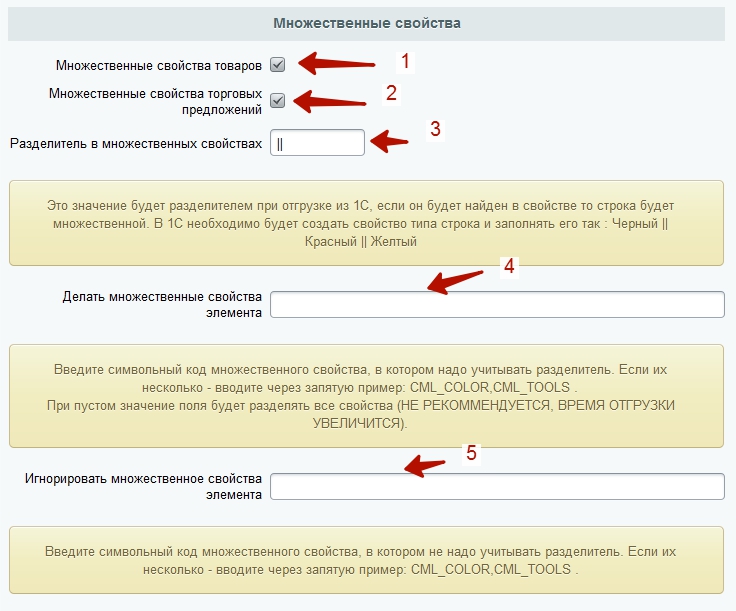 Множественные свойства
Множественные свойства товаров
1
Множественные свойства торговых
предложений
2
Разделитель в множественных свойствах
||
3
Это значение будет разделителем при отгрузке из 1С, если он будет найден в свойстве то строка будет
множественной. В 1С необходимо будет создать свойство типа строка и заполнять его так : Черный ||
Красный || Желтый
4
Делать множественные свойства
элемента
Введите символьный код множественного свойства, в котором надо учитывать разделитель. Если их
несколько - вводите через запятую пример: CML_COLOR,CML_TOOLS .
При пустом значение поля будет разделять все свойства (НЕ РЕКОММЕНДУЕТСЯ, ВРЕМЯ ОТГРУЗКИ
УВЕЛИЧИТСЯ).
5
Игнорировать множественное свойства
элемента
Введите символьный код множественного свойства, в котором не надо учитывать разделитель. Если их
несколько - вводите через запятую пример: CML_COLOR,CML_TOOLS .